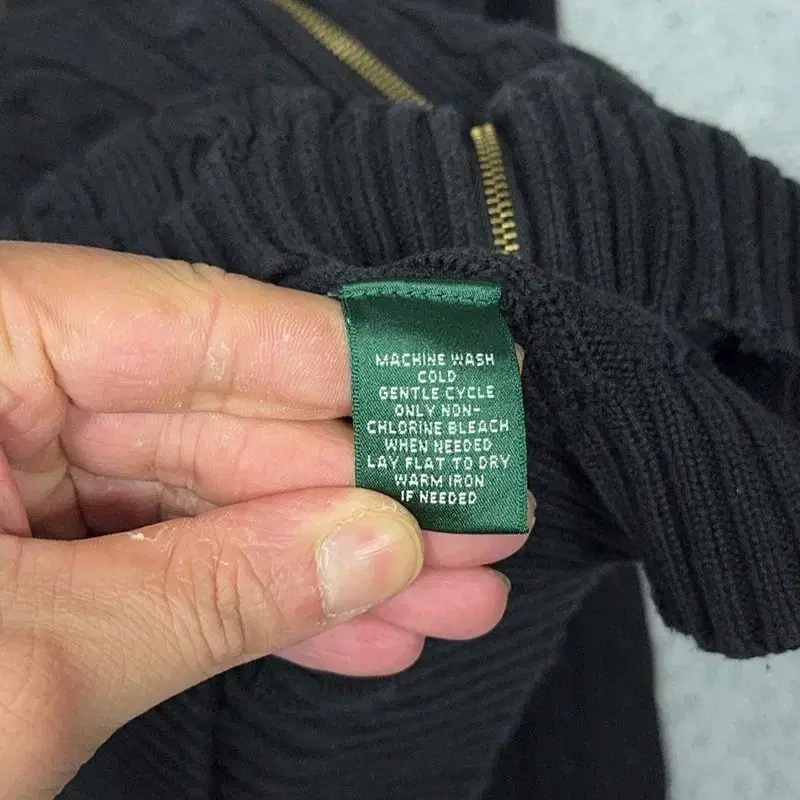 MACHINE WASH
COLD
GENTLE CYCLE
ONLY NON-
CHLORINE BLEACH
WHEN NEEDED
LAY FLAT TO DRY
WARM IRON
IF NEEDED